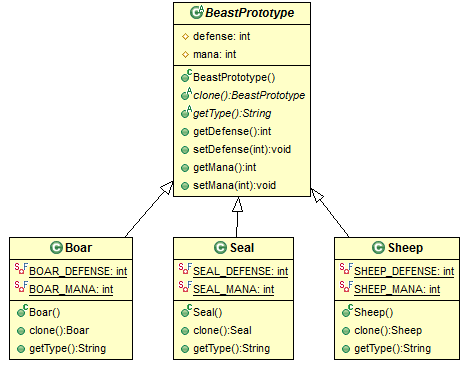 BeastPrototype
defense: int
mana: int
BeastPrototype()
clone():BeastPrototype
getType():String
getDefense():int
setDefense(int):void
getMana():int
setMana(int):void
Boar
BOAR_DEFENSE: int
BOAR_MANA: int
Boar()
clone():Boar
getType():String
Seal
SEAL_DEFENSE: int
SEAL_MANA: int
Seal()
clone():Seal
getType():String
Sheep
SHEEP_DEFENSE: int
SHEEP_MANA: int
Sheep()
clone():Sheep
getType():String